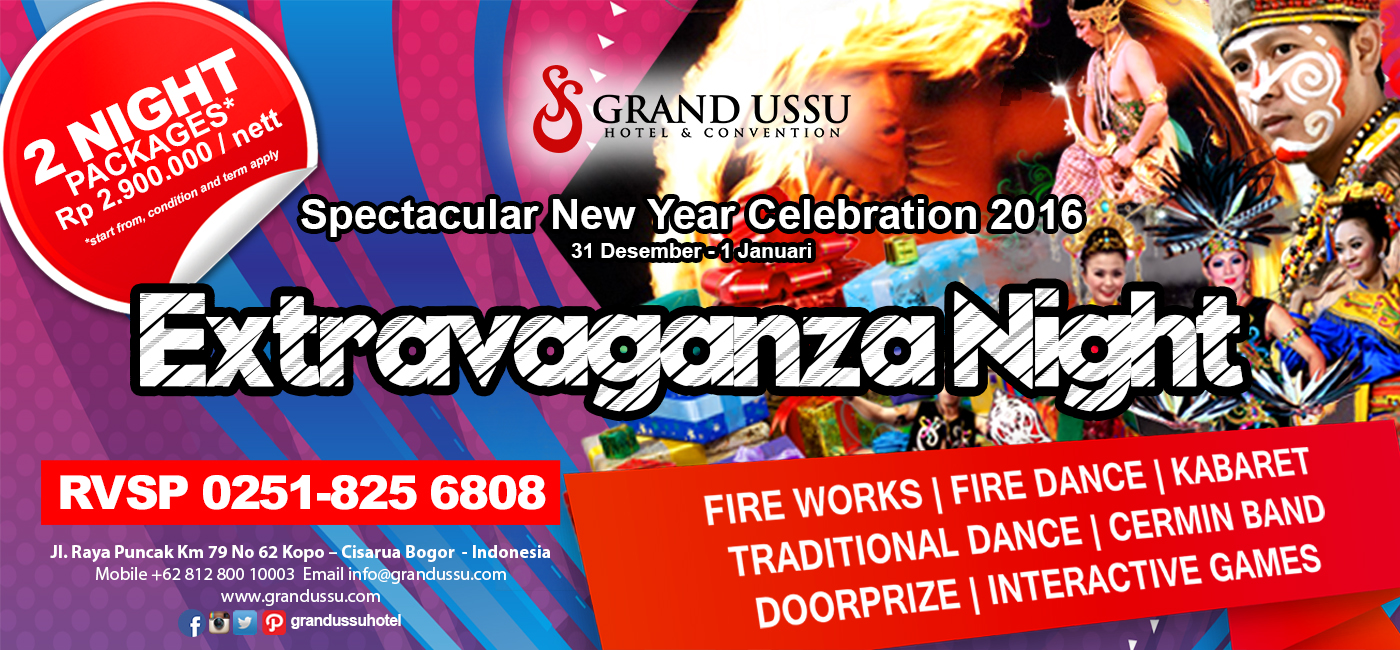 2 NIGHT
PACKAGES*
Rp 2.900.000 / nett
*start from, condition and term apply
GRAND USSU
HOTEL & CONVENTION
Spectacular New Year Celebration 2016
31 Desember - 1 Januari
Extravaganza Night
RVSP 0251-825 6808
Jl. Raya Puncak Km 79 No 62 Kopo – Cisarua Bogor - Indonesia
Mobile +62 812 800 10003 Email info@grandussu.com
www.grandussu.com
grandussuhotel
FIRE WORKS | FIRE DANCE | KABARET
TRADITIONAL DANCE | CERMIN BAND
DOORPRIZE | INTERACTIVE GAMES